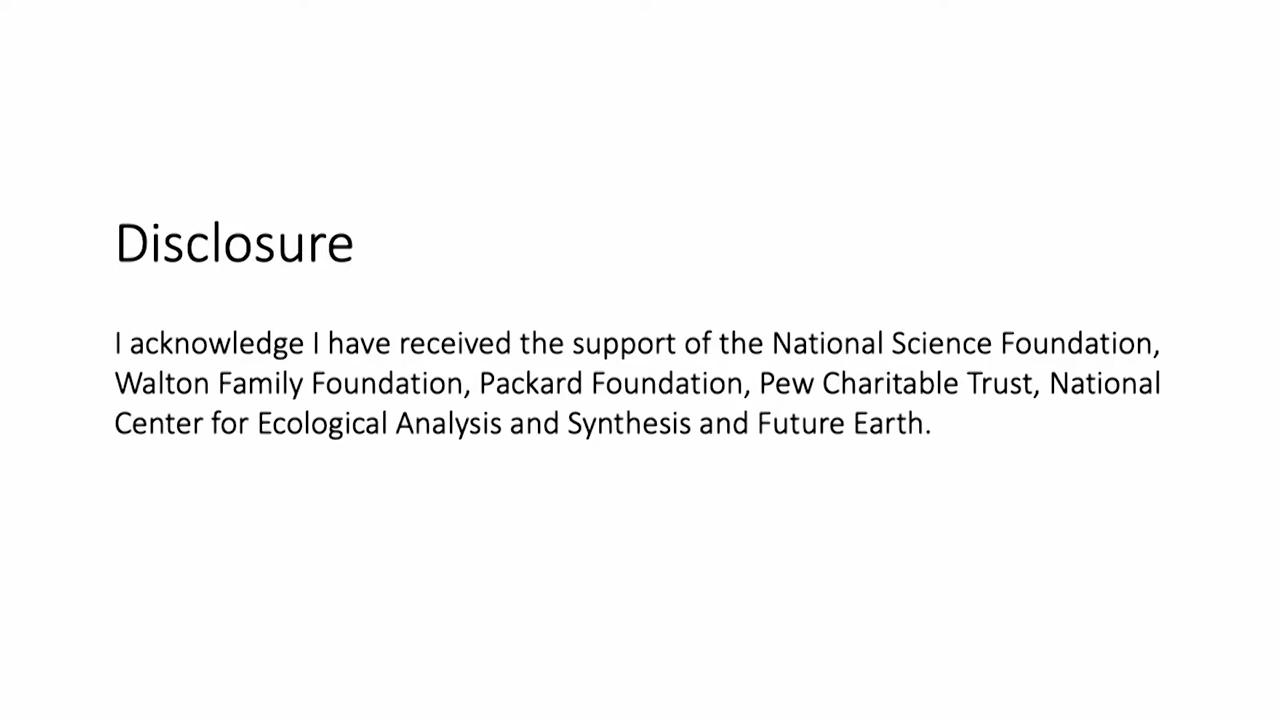 Disclosure
I acknowledge I have received the support of the National Science Foundation,
Walton Family Foundation, Packard Foundation, Pew Charitable Trust, National
Center for Ecological Analysis and Synthesis and Future Earth.